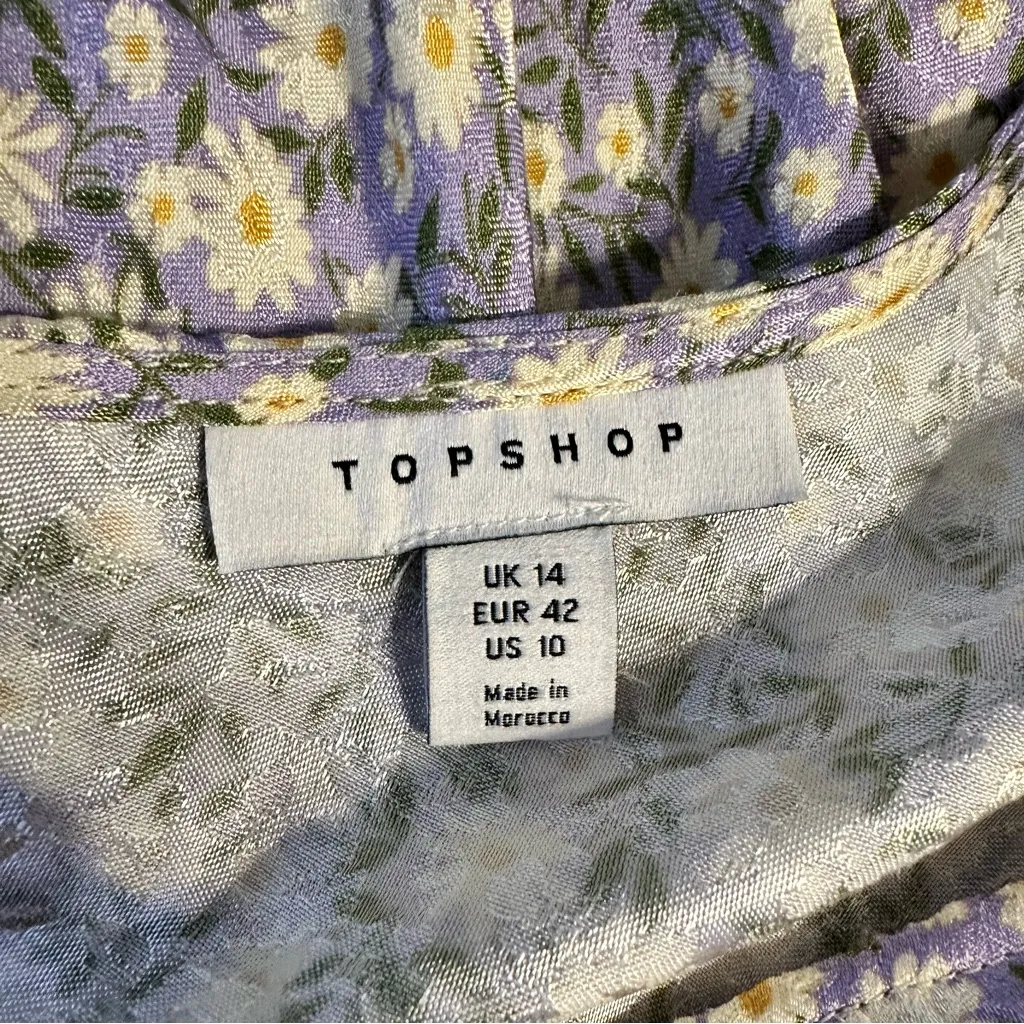 TOPSHOP
UK 14
EUR 42
US 10
Made in
Morocco